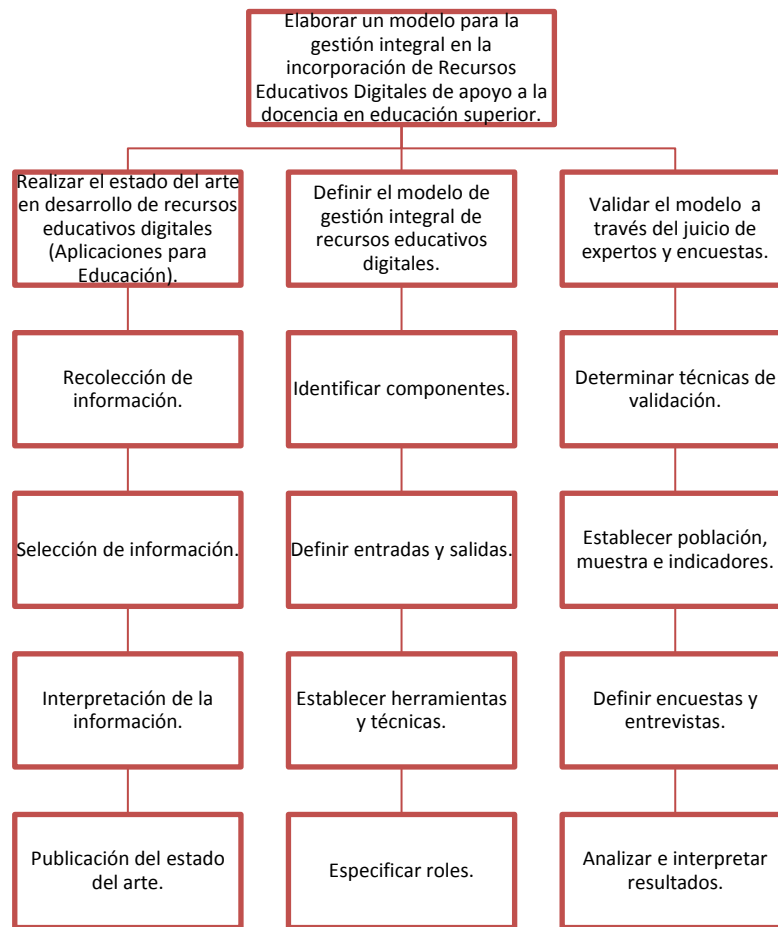 Elaborar un modelo para la
gestión integral en la
incorporación de Recursos
Educativos Digitales de apoyo a la
docencia en educación superior.
Realizar el estado del arte
en desarrollo de recursos
educativos digitales
(Aplicaciones para
Educación).
Recolección de
información.
Selección de información.
Interpretación de la
información.
Publicación del estado
del arte.
Definir el modelo de
gestión integral de
recursos educativos
digitales.
Identificar componentes.
Definir entradas y salidas.
Establecer herramientas
y técnicas.
Especificar roles.
Validar el modelo a
través del juicio de
expertos y encuestas.
Determinar técnicas de
validación.
Establecer población,
muestra e indicadores.
Definir encuestas y
entrevistas.
Analizar e interpretar
resultados.